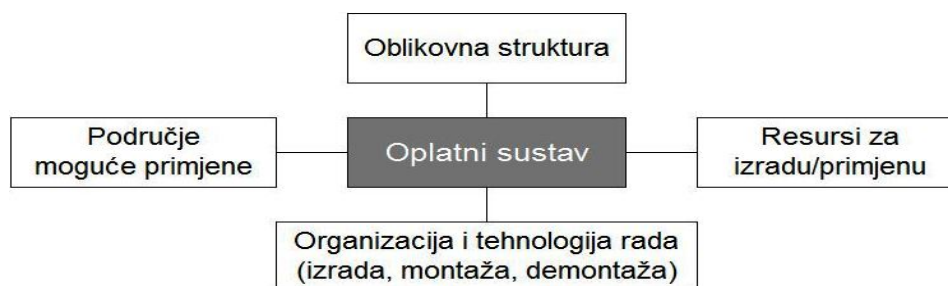 Oblikovna struktura
Područje
moguće primjene
Oplatni sustav
Resursi za
izradu/primjenu
Organizacija i tehnologija rada
(izrada, montaža, demontaža)